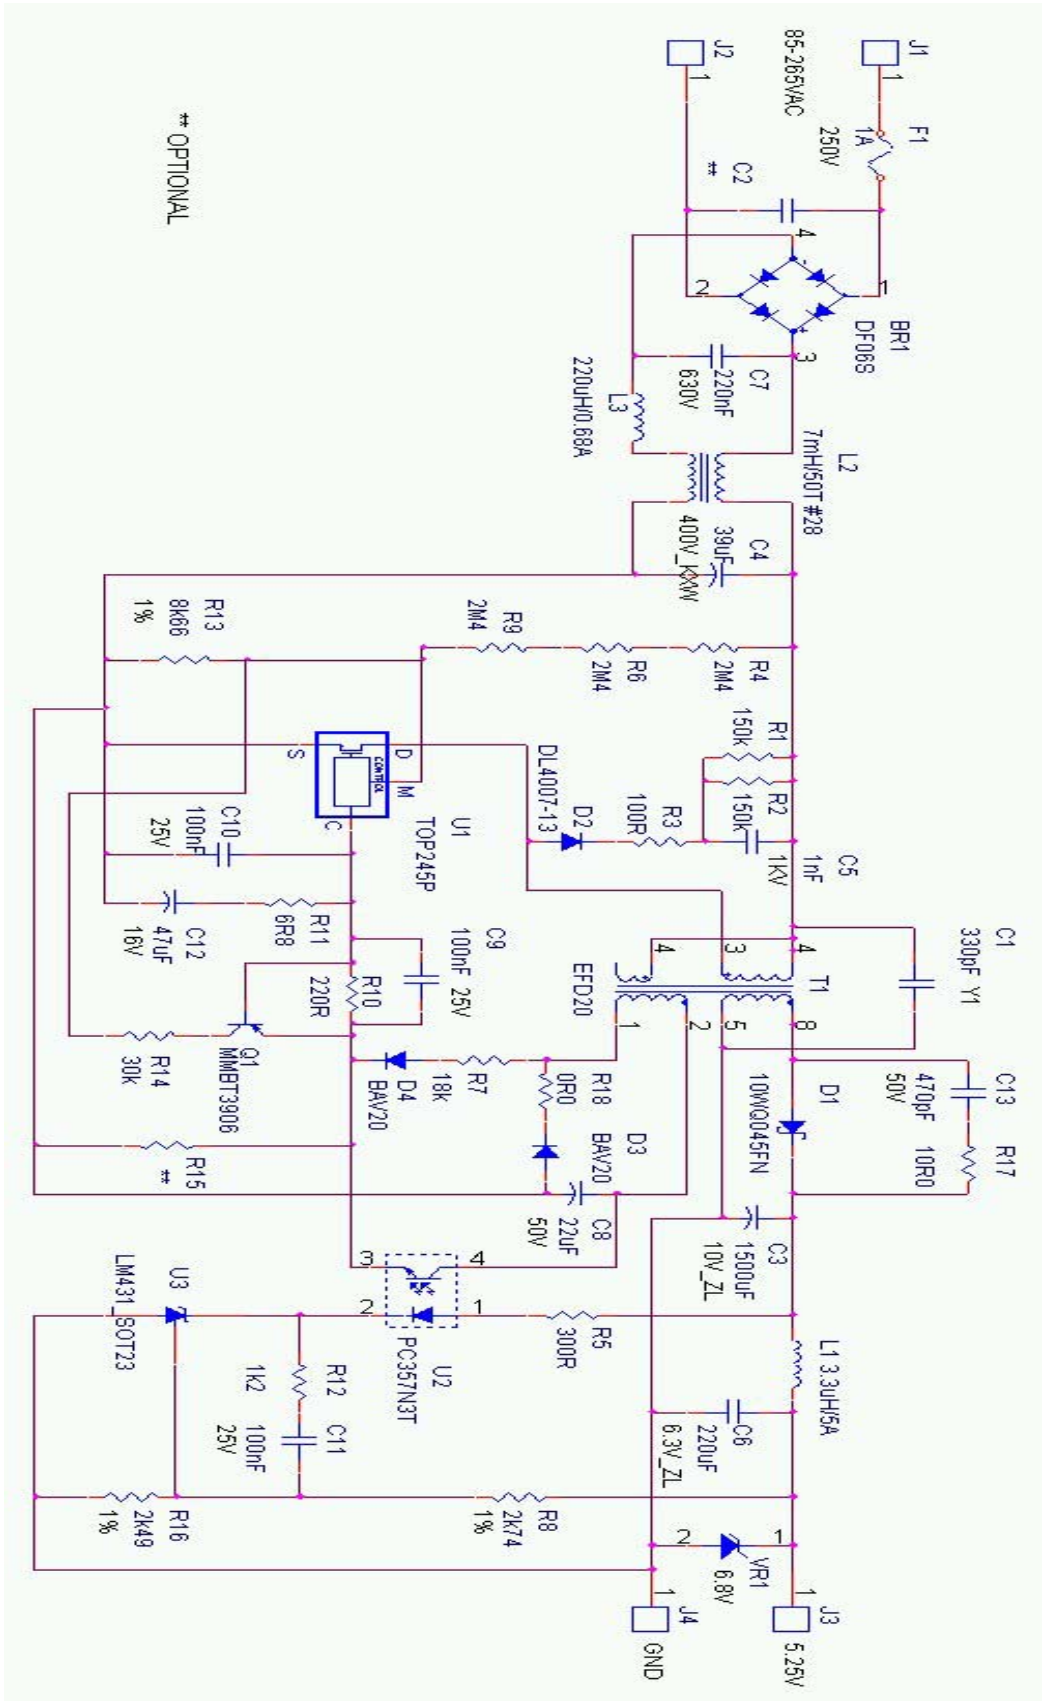 J1
1
F1
1A
250V
85-265VAC
J2
1
C2
**
BR1
DF06S
1
2
3
4
-
+
C7
220nF
630V
L3
220uH/0.68A
L2
7mH/50T #28
C4
39uF
400V_KXW
R4
2M4
R6
2M4
R9
2M4
R13
8k66
1%
R1
150k
R2
150k
C5
1nF
1KV
R3
100R
D2
DL4007-13
U1
TOP245P
CONTROL
D
M
S
C
C10
100nF
25V
C12
47uF
16V
R11
6R8
C9
100nF 25V
R10
220R
Q1
MMBT3906
R14
30k
R15
**
C1
330pF Y1
T1
EFD20
4
3
4
8
5
2
1
C13
470pF
50V
R17
10R0
D1
10WQ045FN
R18
0R0
R7
18k
D4
BAV20
D3
BAV20
C8
22uF
50V
C3
1500uF
10V_ZL
U2
PC357N3T
4
3
1
2
R5
300R
U3
LM431_SOT23
R12
1k2
C11
100nF
25V
L1 3.3uH/5A
C6
220uF
6.3V_ZL
R8
2k74
1%
R16
2k49
1%
VR1
6.8V
1
2
J3
1
5.25V
J4
1
GND
** OPTIONAL